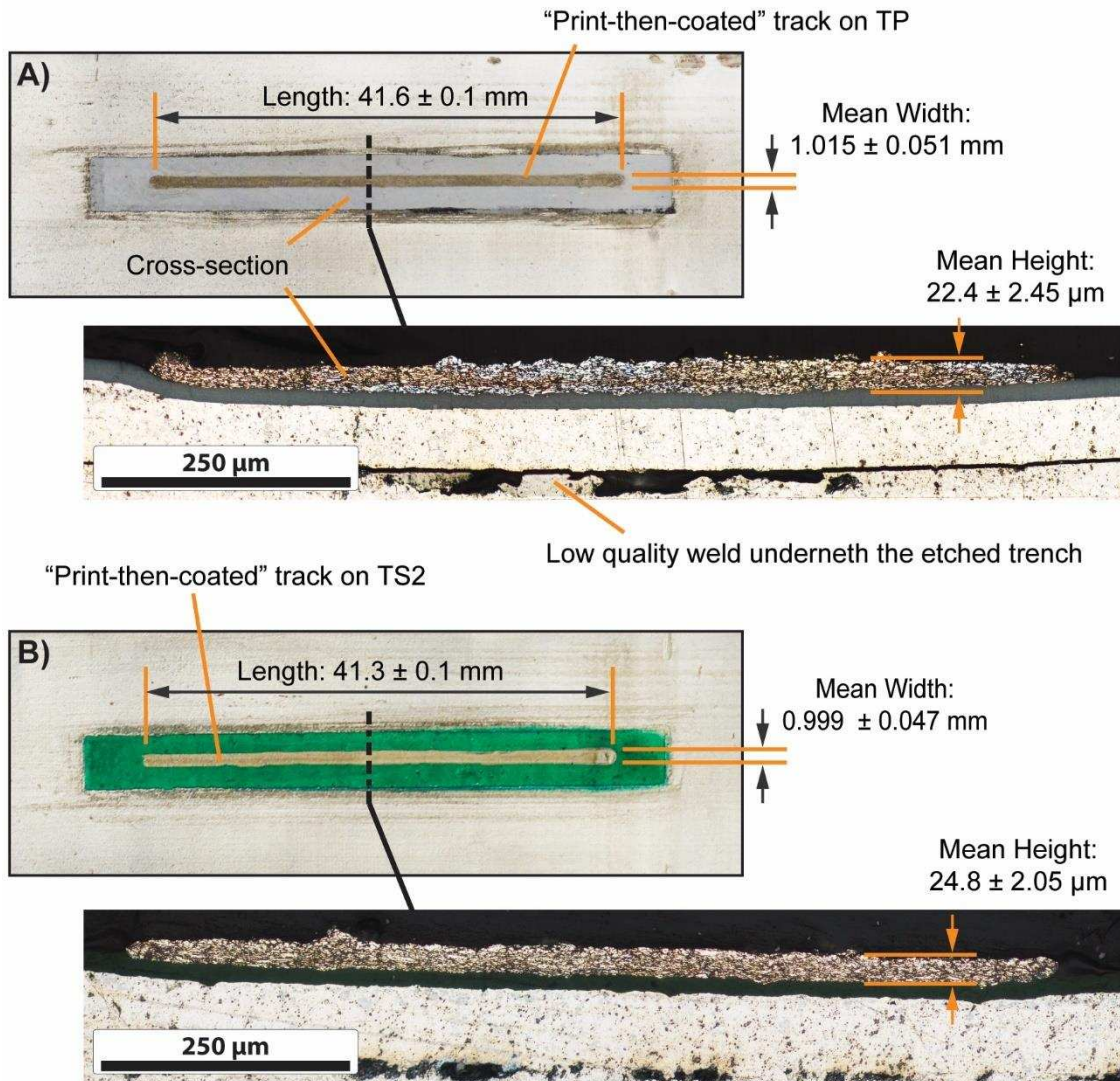 “Print-then-coated” track on TP
A)
Length: 41.6 ± 0.1 mm
Mean Width:
1.015 ± 0.051 mm
Cross-section
Mean Height:
22.4 ± 2.45 µm
250 µm
Low quality weld underneth the etched trench
“Print-then-coated” track on TS2
B)
Length: 41.3 ± 0.1 mm
Mean Width:
0.999 ± 0.047 mm
Mean Height:
24.8 ± 2.05 µm
250 µm